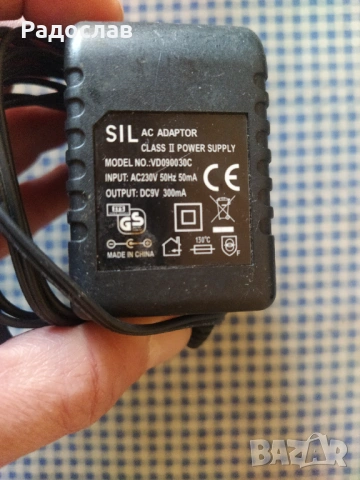 Радослав
SIL AC ADAPTOR
CLASS II POWER SUPPLY
MODEL NO.:VD090030C
INPUT: AC230V 50Hz 50mA
OUTPUT: DC9V 300mA
CE
GS
130°C
F
MADE IN CHINA
BAZAR